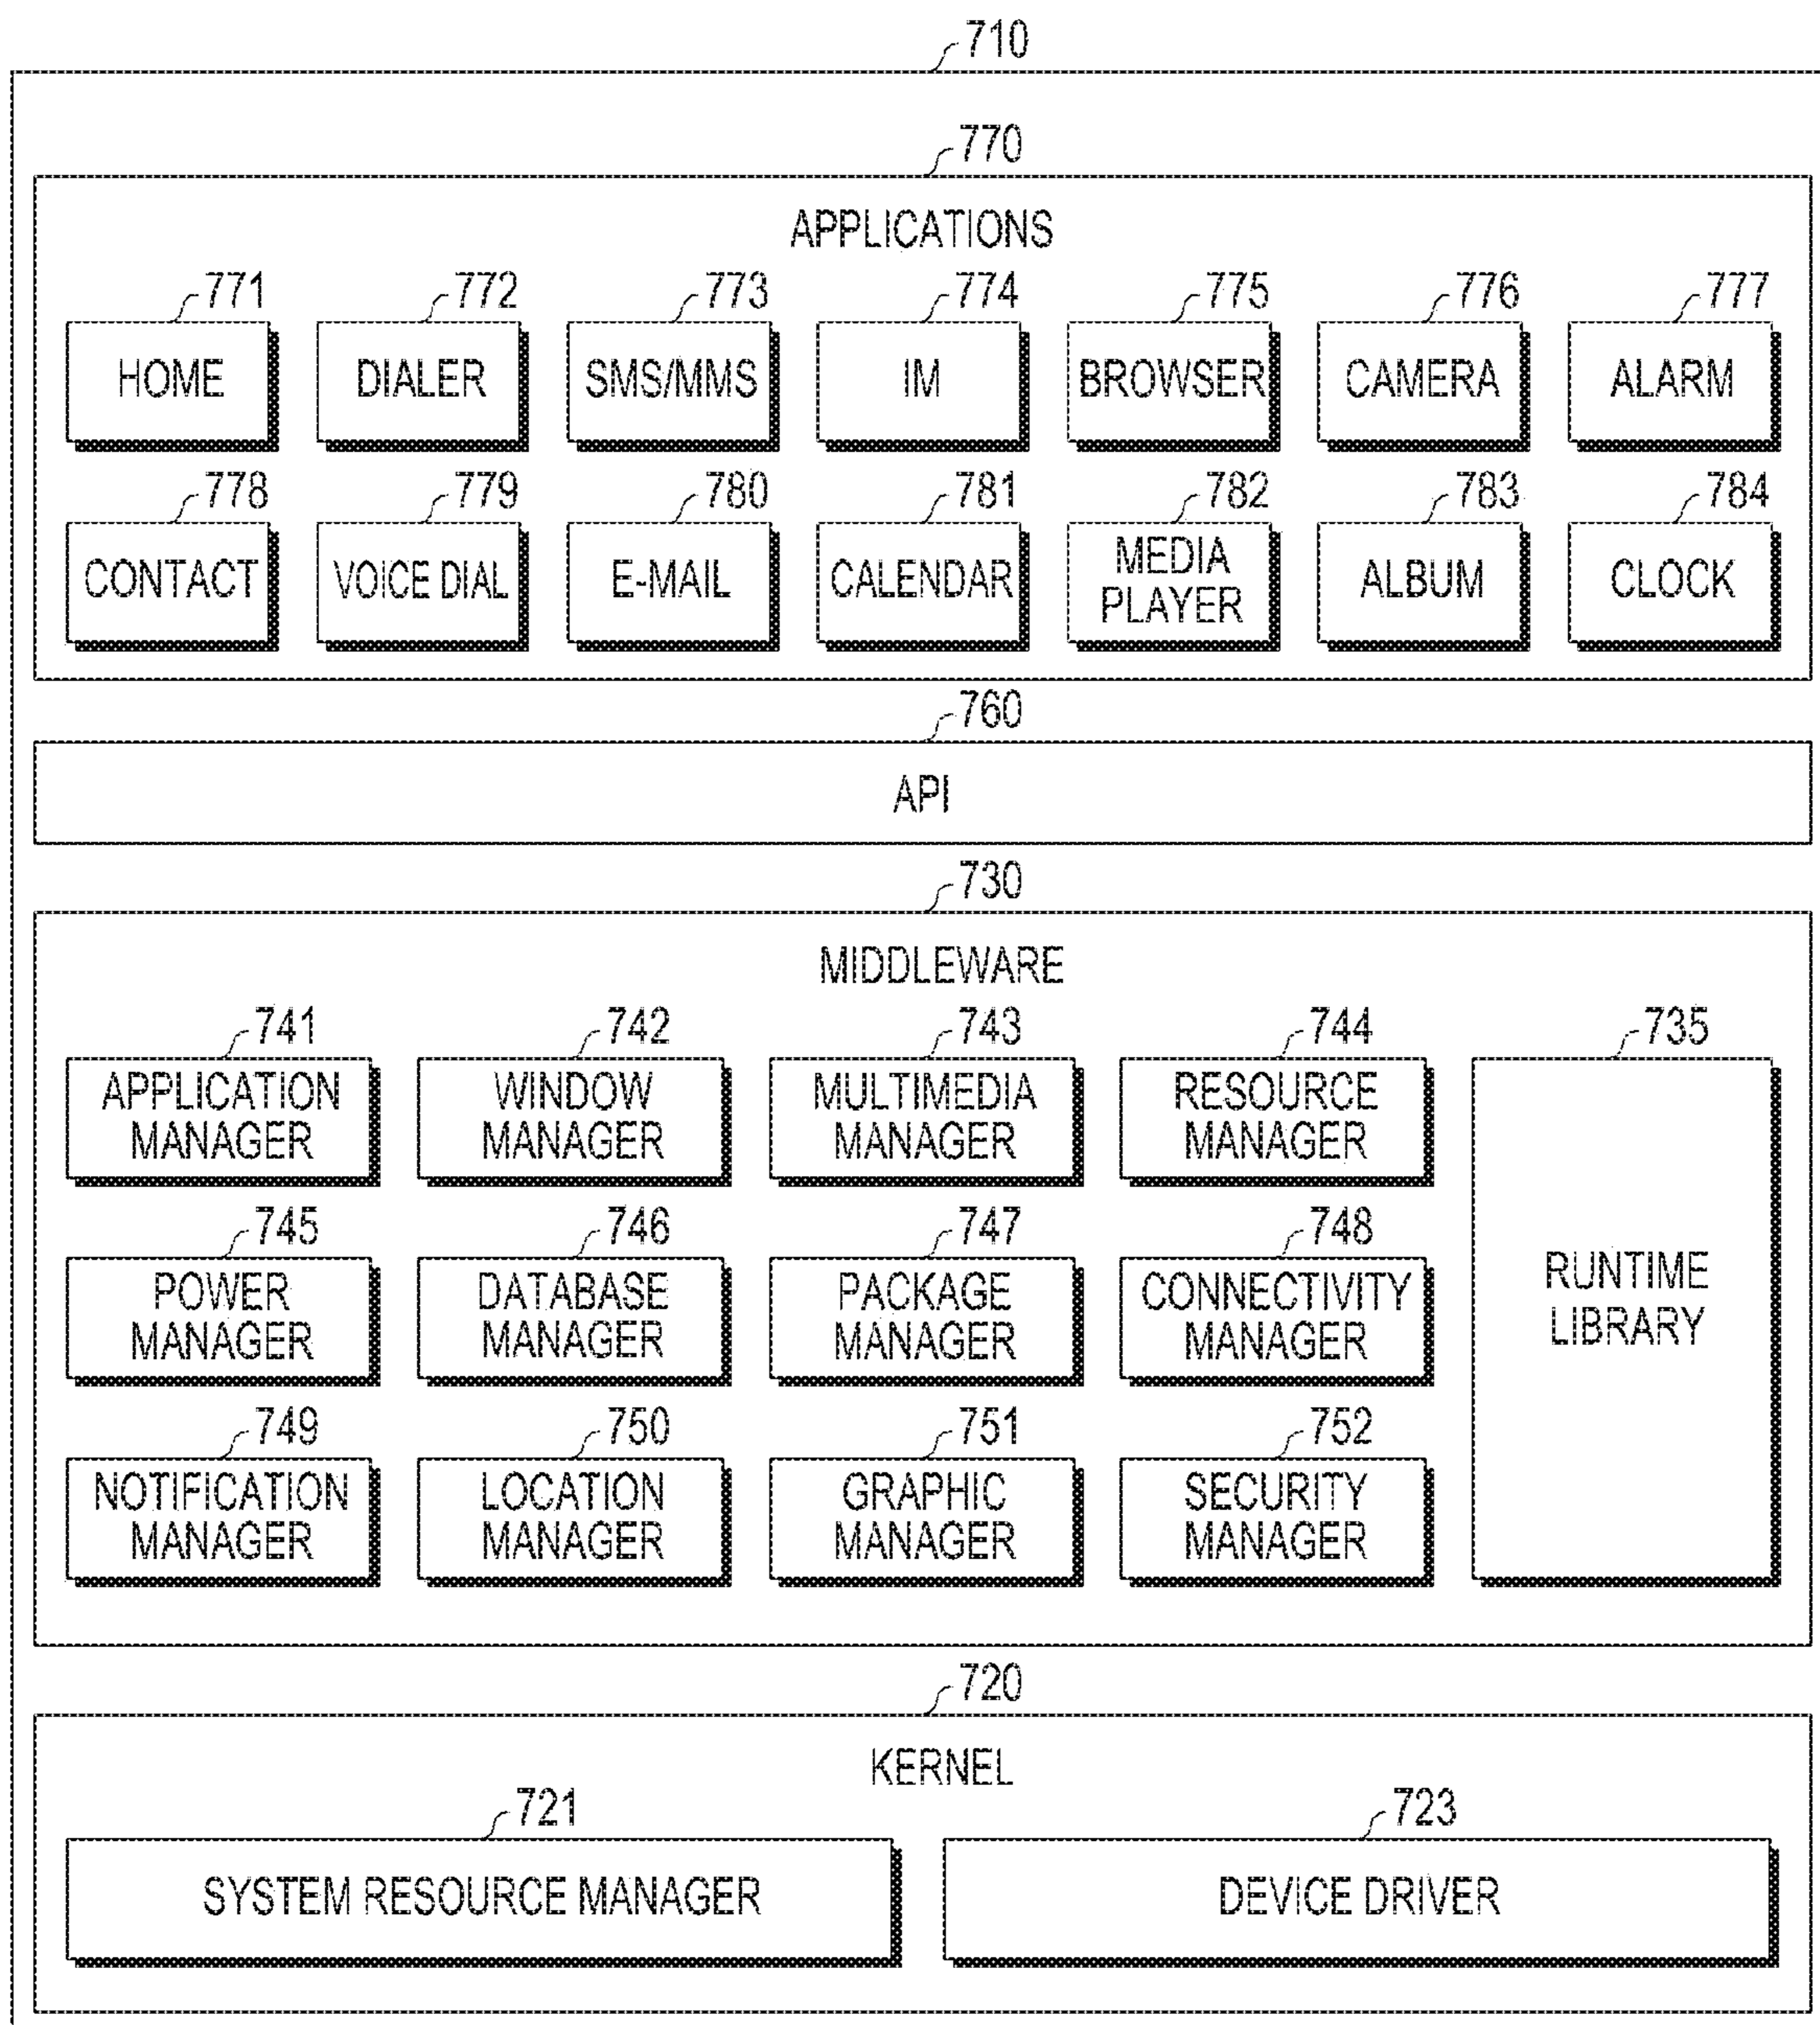 710
770
APPLICATIONS
771 772 773 774 775 776 777
HOME DIALER SMS/MMS IM BROWSER CAMERA ALARM
778 779 780 781 782 783 784
CONTACT VOICE DIAL E-MAIL CALENDAR MEDIA PLAYER ALBUM CLOCK
760
API
730
MIDDLEWARE
741 742 743 744 735
APPLICATION MANAGER WINDOW MANAGER MULTIMEDIA MANAGER RESOURCE MANAGER
745 746 747 748
POWER MANAGER DATABASE MANAGER PACKAGE MANAGER CONNECTIVITY MANAGER RUNTIME LIBRARY
749 750 751 752
NOTIFICATION MANAGER LOCATION MANAGER GRAPHIC MANAGER SECURITY MANAGER
720
KERNEL
721 723
SYSTEM RESOURCE MANAGER DEVICE DRIVER